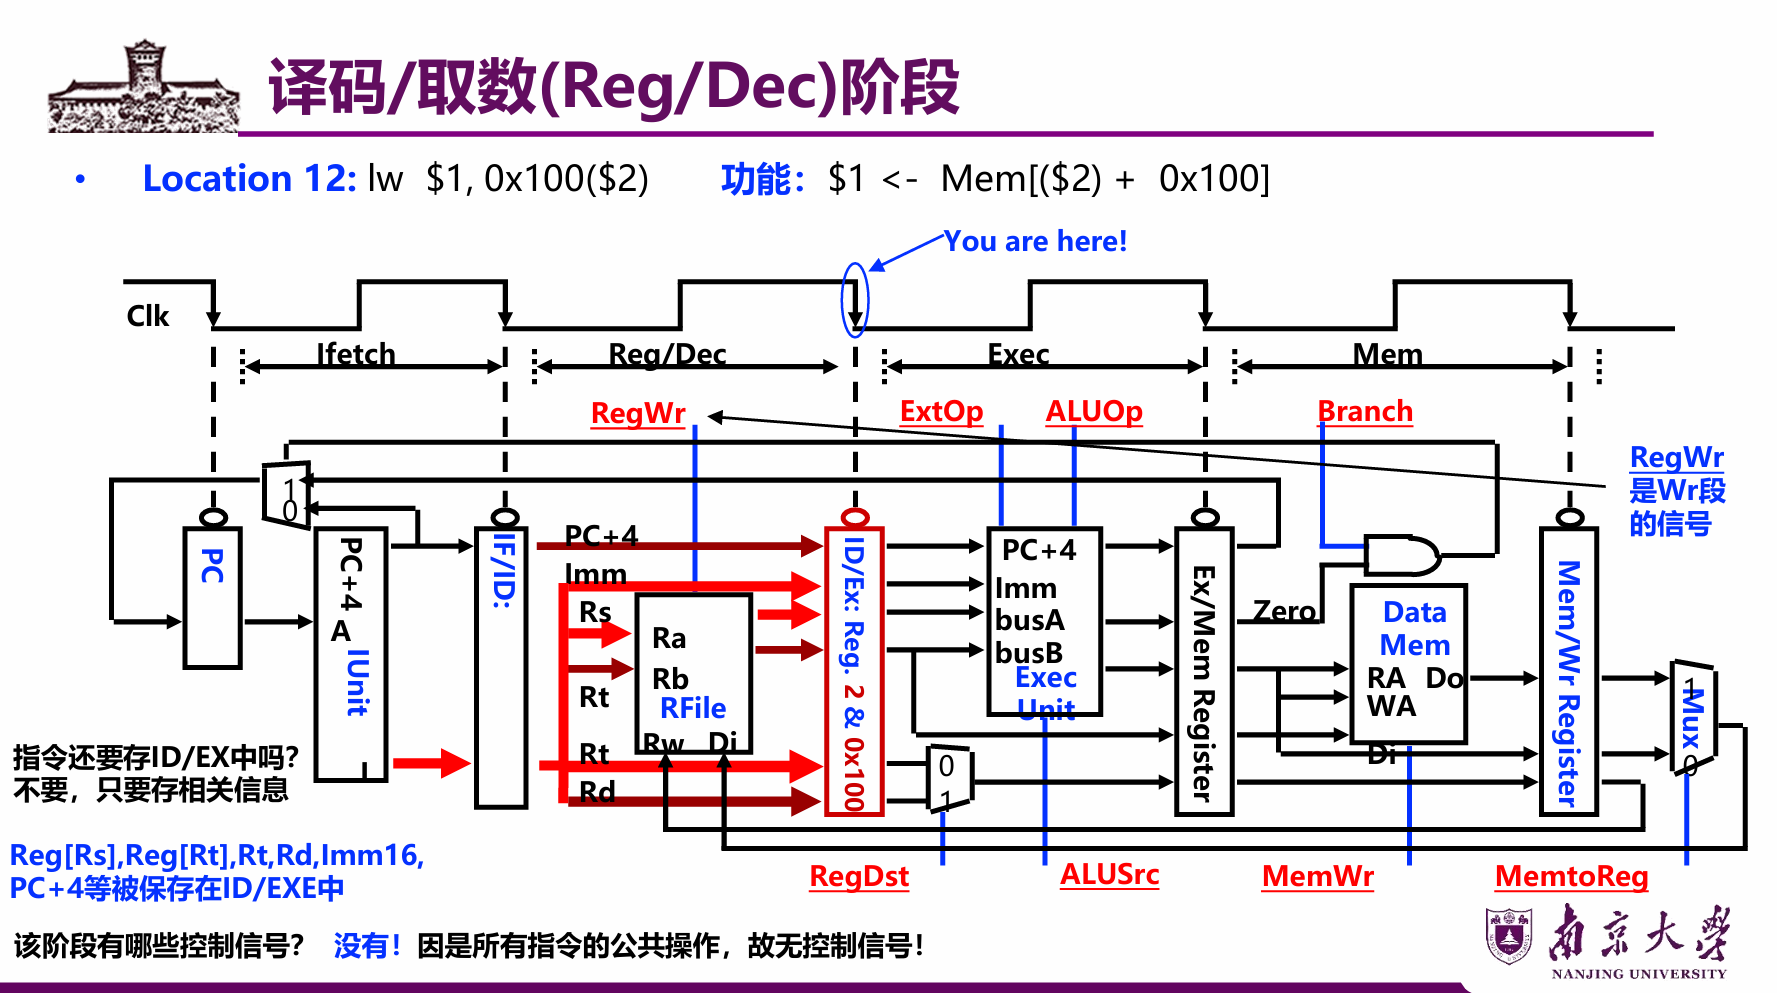 译码/取数(Reg/Dec)阶段
• Location 12: lw $1, 0x100($2) 功能： $1 <- Mem[($2) + 0x100]
You are here!
Clk
Ifetch Reg/Dec Exec Mem
RegWr ExtOp ALUOp Branch
RegWr
是Wr段
的信号
1
0
PC
PC+4
A
IUnit
I
IF/ID:
PC+4
Imm
Rs
Rt
Rt
Rd
Ra
Rb
RFile
Rw Di
ID/Ex: Reg. 2 & 0x100
PC+4
Imm
busA
busB
Exec
Unit
0
1
Ex/Mem Register
Zero
Data
Mem
RA Do
WA
Di
Mem/Wr Register
1
Mux
0
指令还要存ID/EX中吗？
不要，只要存相关信息
Reg[Rs],Reg[Rt],Rt,Rd,Imm16,
PC+4等被保存在ID/EXE中
RegDst ALUSrc MemWr MemtoReg
该阶段有哪些控制信号？ 没有！因是所有指令的公共操作，故无控制信号！
南京大学
NANJING UNIVERSITY